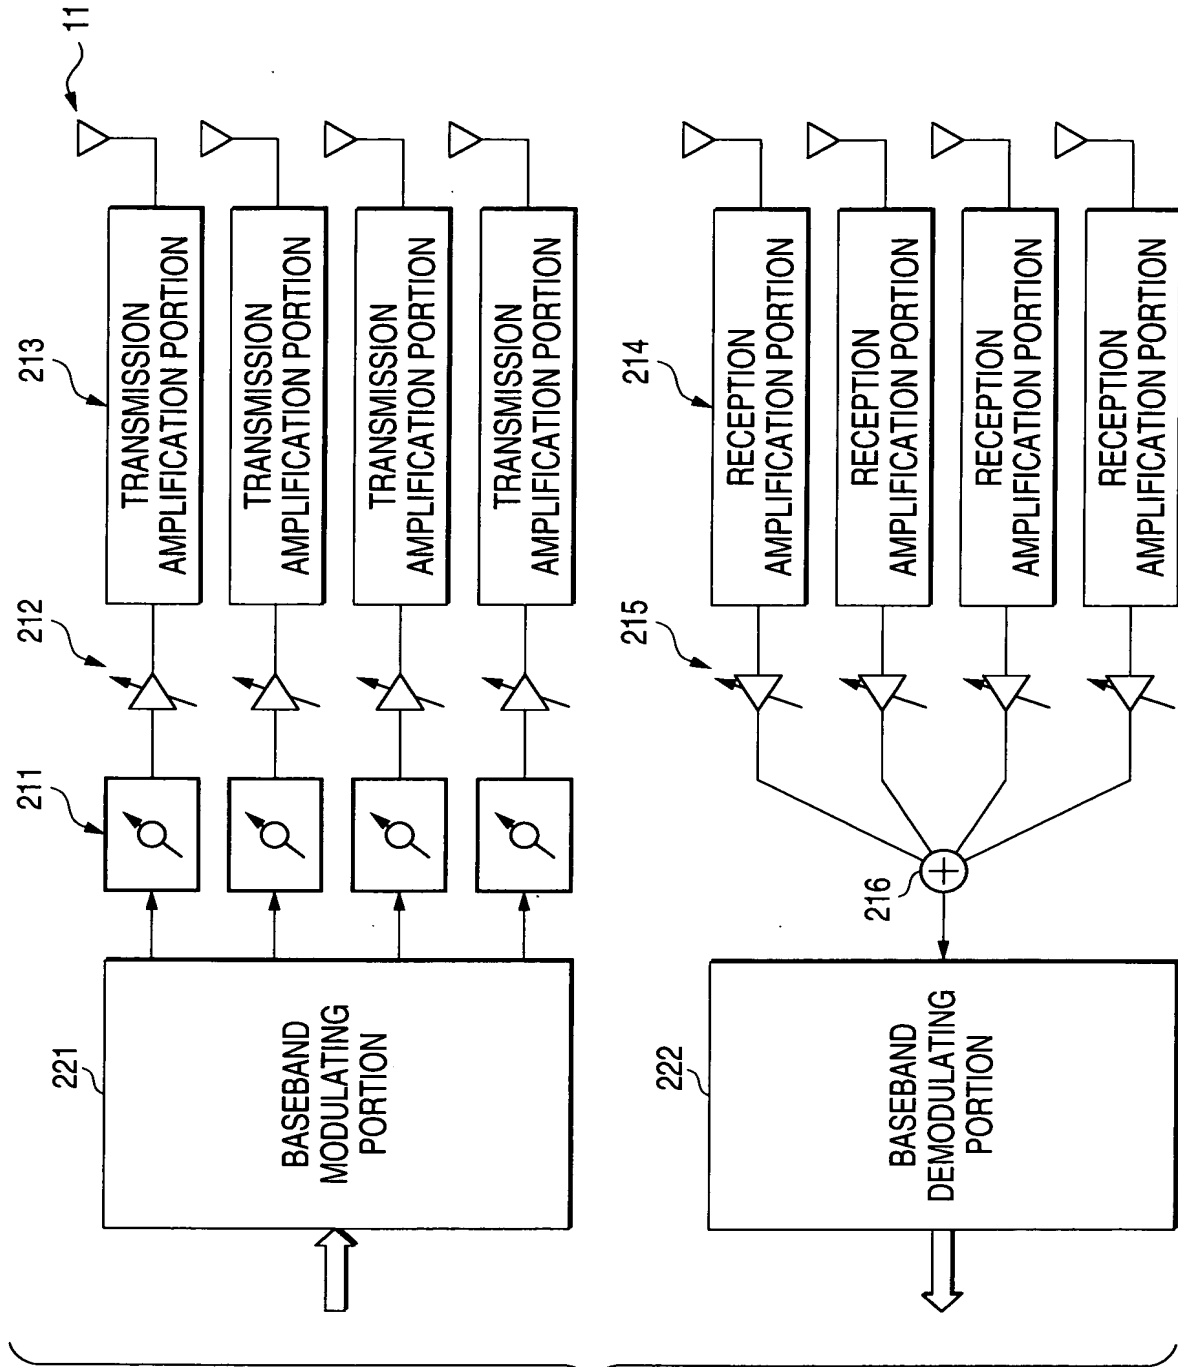 11
213
TRANSMISSION
AMPLIFICATION PORTION
TRANSMISSION
AMPLIFICATION PORTION
TRANSMISSION
AMPLIFICATION PORTION
TRANSMISSION
AMPLIFICATION PORTION
212
211
221
BASEBAND
MODULATING
PORTION
214
RECEPTION
AMPLIFICATION PORTION
RECEPTION
AMPLIFICATION PORTION
RECEPTION
AMPLIFICATION PORTION
RECEPTION
AMPLIFICATION PORTION
215
216
222
BASEBAND
DEMODULATING
PORTION